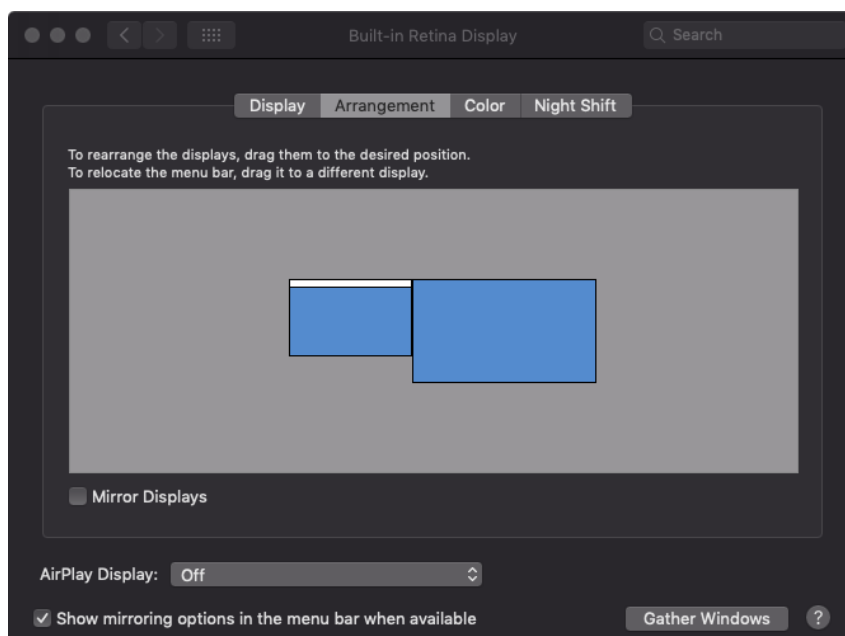 Built-in Retina Display
Search
Display Arrangement Color Night Shift
To rearrange the displays, drag them to the desired position.
To relocate the menu bar, drag it to a different display.
Mirror Displays
AirPlay Display: Off
Show mirroring options in the menu bar when available
Gather Windows ?